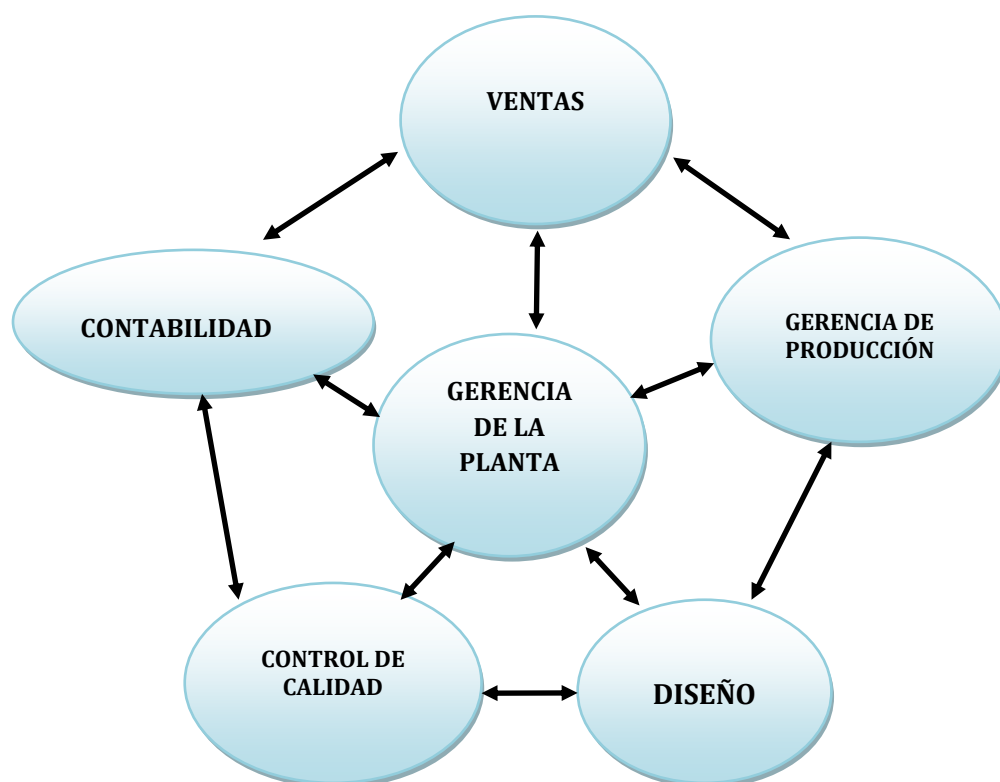 VENTAS
CONTABILIDAD
GERENCIA DE
PRODUCCIÓN
GERENCIA
DE LA
PLANTA
CONTROL DE
CALIDAD
DISEÑO